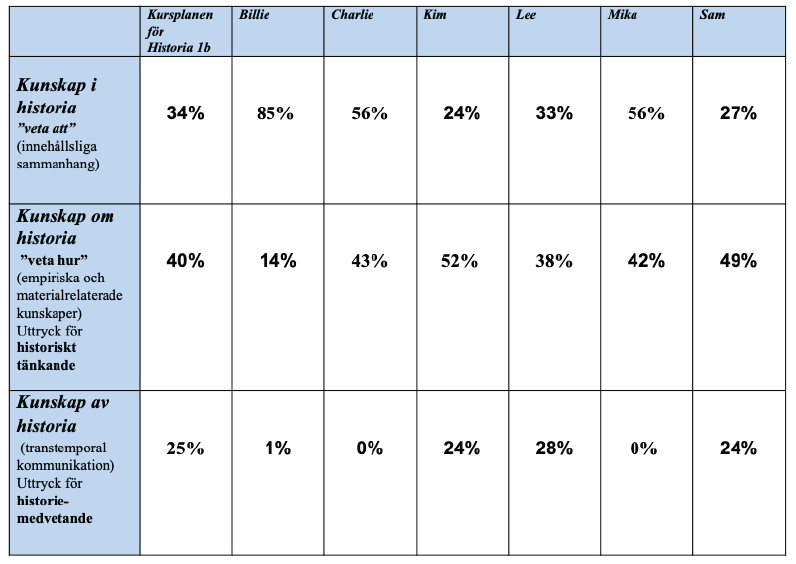 Kursplanen för Historia 1b
Billie
Charlie
Kim
Lee
Mika
Sam
Kunskap i
historia
”veta att”
(innehållsliga
sammanhang)
34%
85%
56%
24%
33%
56%
27%
Kunskap om
historia
”veta hur”
(empiriska och
materialrelaterade
kunskaper)
Uttryck för
historiskt
tänkande
40%
14%
43%
52%
38%
42%
49%
Kunskap av
historia
(transtemporal
kommunikation)
Uttryck för
historie-
medvetande
25%
1%
0%
24%
28%
0%
24%